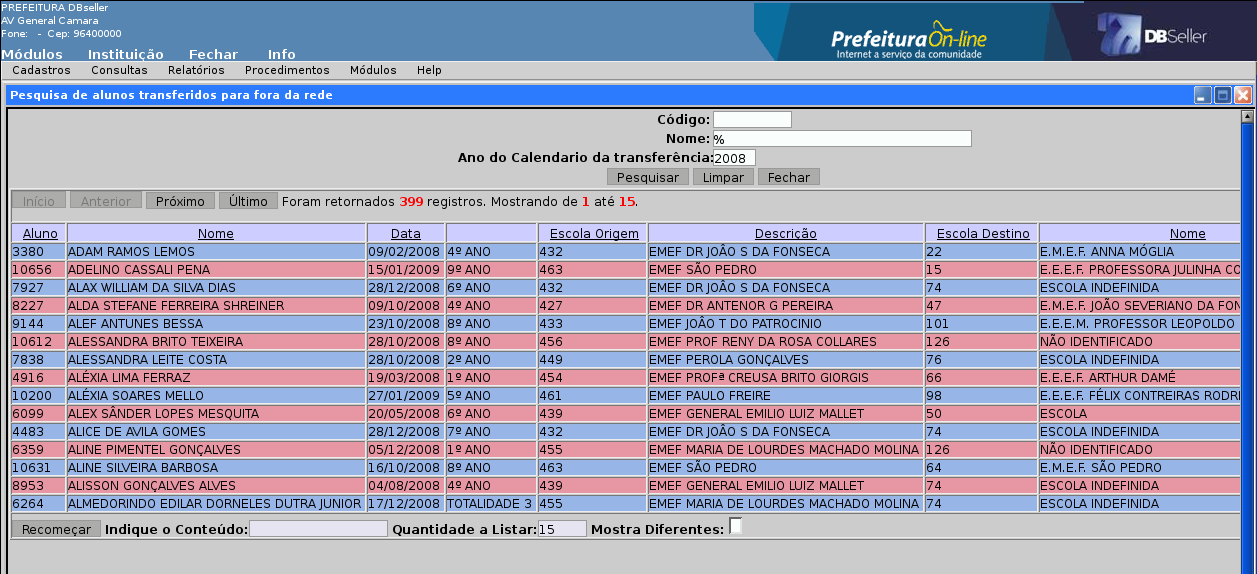 PREFEITURA DBseller
AV General Camara
Fone: - Cep: 96400000
PrefeituraOn-line
Internet a serviço da comunidade
DBSeller
Módulos Instituição Fechar Info
Cadastros Consultas Relatórios Procedimentos Módulos Help
Pesquisa de alunos transferidos para fora da rede
Código:
Nome: %
Ano do Calendario da transferência: 2008
Pesquisar Limpar Fechar
Início Anterior Próximo Último Foram retornados 399 registros. Mostrando de 1 até 15.
Aluno Nome Data Escola Origem Descrição Escola Destino Nome
3380 ADAM RAMOS LEMOS 09/02/2008 4º ANO 432 EMEF DR JOÂO S DA FONSECA 22 E.M.E.F. ANNA MÓGLIA
10656 ADELINO CASSALI PENA 15/01/2009 9º ANO 463 EMEF SÃO PEDRO 15 E.E.E.F. PROFESSORA JULINHA CO
7927 ALAX WILLIAM DA SILVA DIAS 28/12/2008 6º ANO 432 EMEF DR JOÂO S DA FONSECA 74 ESCOLA INDEFINIDA
8227 ALDA STEFANE FERREIRA SHREINER 09/10/2008 4º ANO 427 EMEF DR ANTENOR G PEREIRA 47 E.M.E.F. JOÃO SEVERIANO DA FON
9144 ALEF ANTUNES BESSA 23/10/2008 8º ANO 433 EMEF JOÂO T DO PATROCINIO 101 E.E.E.M. PROFESSOR LEOPOLDO
10612 ALESSANDRA BRITO TEIXEIRA 28/10/2008 8º ANO 456 EMEF PROF RENY DA ROSA COLLARES 126 NÃO IDENTIFICADO
7838 ALESSANDRA LEITE COSTA 28/10/2008 2º ANO 449 EMEF PEROLA GONÇALVES 76 ESCOLA INDEFINIDA
4916 ALÉXIA LIMA FERRAZ 19/03/2008 1º ANO 454 EMEF PROFª CREUSA BRITO GIORGIS 66 E.E.E.F. ARTHUR DAMÉ
10200 ALÉXIA SOARES MELLO 27/01/2009 5º ANO 461 EMEF PAULO FREIRE 98 E.E.E.F. FÉLIX CONTREIRAS RODRI
6099 ALEX SÂNDER LOPES MESQUITA 20/05/2008 6º ANO 439 EMEF GENERAL EMILIO LUIZ MALLET 50 ESCOLA
4483 ALICE DE AVILA GOMES 28/12/2008 7º ANO 432 EMEF DR JOÂO S DA FONSECA 74 ESCOLA INDEFINIDA
6359 ALINE PIMENTEL GONÇALVES 05/12/2008 1º ANO 455 EMEF MARIA DE LOURDES MACHADO MOLINA 126 NÃO IDENTIFICADO
10631 ALINE SILVEIRA BARBOSA 16/10/2008 8º ANO 463 EMEF SÃO PEDRO 64 E.M.E.F. SÃO PEDRO
8953 ALISSON GONÇALVES ALVES 04/08/2008 4º ANO 439 EMEF GENERAL EMILIO LUIZ MALLET 74 ESCOLA INDEFINIDA
6264 ALMEDORINDO EDILAR DORNELES DUTRA JUNIOR 17/12/2008 TOTALIDADE 3 455 EMEF MARIA DE LOURDES MACHADO MOLINA 74 ESCOLA INDEFINIDA
Recomeçar Indique o Conteúdo: Quantidade a Listar: 15 Mostra Diferentes: